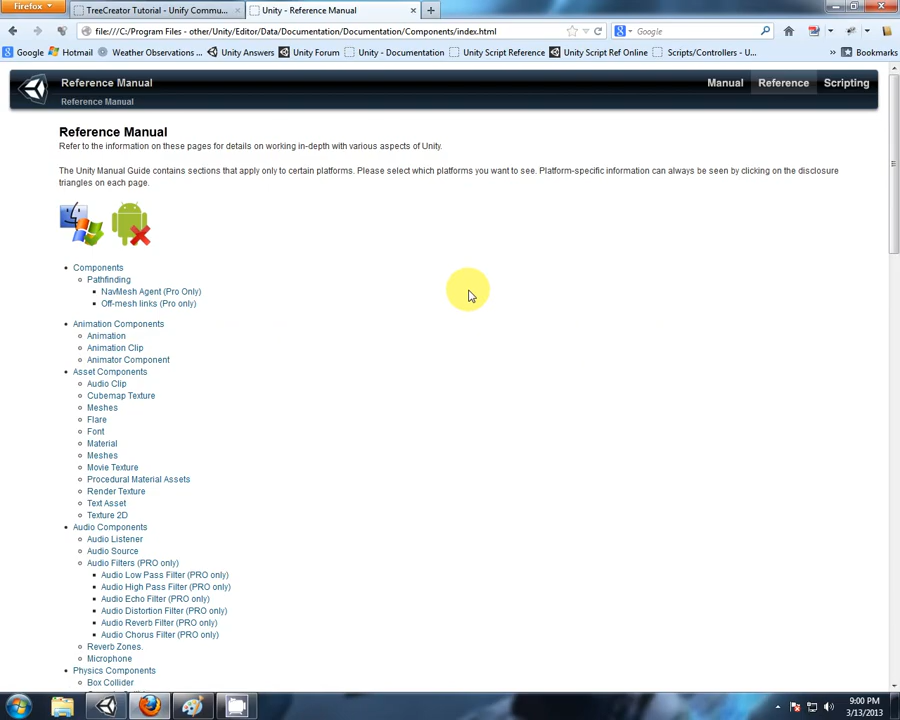 Firefox
TreeCreator Tutorial - Unify Commu...
Unity - Reference Manual
file:///C:/Program Files - other/Unity/Editor/Data/Documentation/Documentation/Components/index.html
Google
Google
Hotmail
Weather Observations ...
Unity Answers
Unity Forum
Unity - Documentation
Unity Script Reference
Unity Script Ref Online
Scripts/Controllers - U...
»
Bookmarks
Reference Manual
Manual
Reference
Scripting
Reference Manual
Reference Manual
Refer to the information on these pages for details on working in-depth with various aspects of Unity.
The Unity Manual Guide contains sections that apply only to certain platforms. Please select which platforms you want to see. Platform-specific information can always be seen by clicking on the disclosure
triangles on each page.
Components
Pathfinding
NavMesh Agent (Pro Only)
Off-mesh links (Pro only)
Animation Components
Animation
Animation Clip
Animator Component
Asset Components
Audio Clip
Cubemap Texture
Meshes
Flare
Font
Material
Meshes
Movie Texture
Procedural Material Assets
Render Texture
Text Asset
Texture 2D
Audio Components
Audio Listener
Audio Source
Audio Filters (PRO only)
Audio Low Pass Filter (PRO only)
Audio High Pass Filter (PRO only)
Audio Echo Filter (PRO only)
Audio Distortion Filter (PRO only)
Audio Reverb Filter (PRO only)
Audio Chorus Filter (PRO only)
Reverb Zones.
Microphone
Physics Components
Box Collider
9:00 PM
3/13/2013